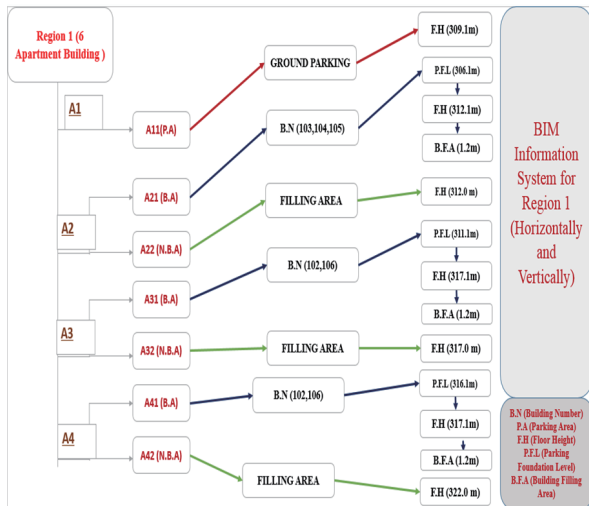 Region 1 (6
Apartment Building )
A1
A11(P.A)
GROUND PARKING
F.H (309.1m)
A2
A21 (B.A)
B.N (103,104,105)
P.F.L (306.1m)
F.H (312.1m)
B.F.A (1.2m)
A22 (N.B.A)
FILLING AREA
F.H (312.0 m)
A3
A31 (B.A)
B.N (102,106)
P.F.L (311.1m)
F.H (317.1m)
B.F.A (1.2m)
A32 (N.B.A)
FILLING AREA
F.H (317.0 m)
A4
A41 (B.A)
B.N (102,106)
P.F.L (316.1m)
F.H (317.1m)
B.F.A (1.2m)
A42 (N.B.A)
FILLING AREA
F.H (322.0 m)
BIM
Information
System for
Region 1
(Horizontally
and
Vertically)
B.N (Building Number)
P.A (Parking Area)
F.H (Floor Height)
P.F.L (Parking
Foundation Level)
B.F.A (Building Filling
Area)